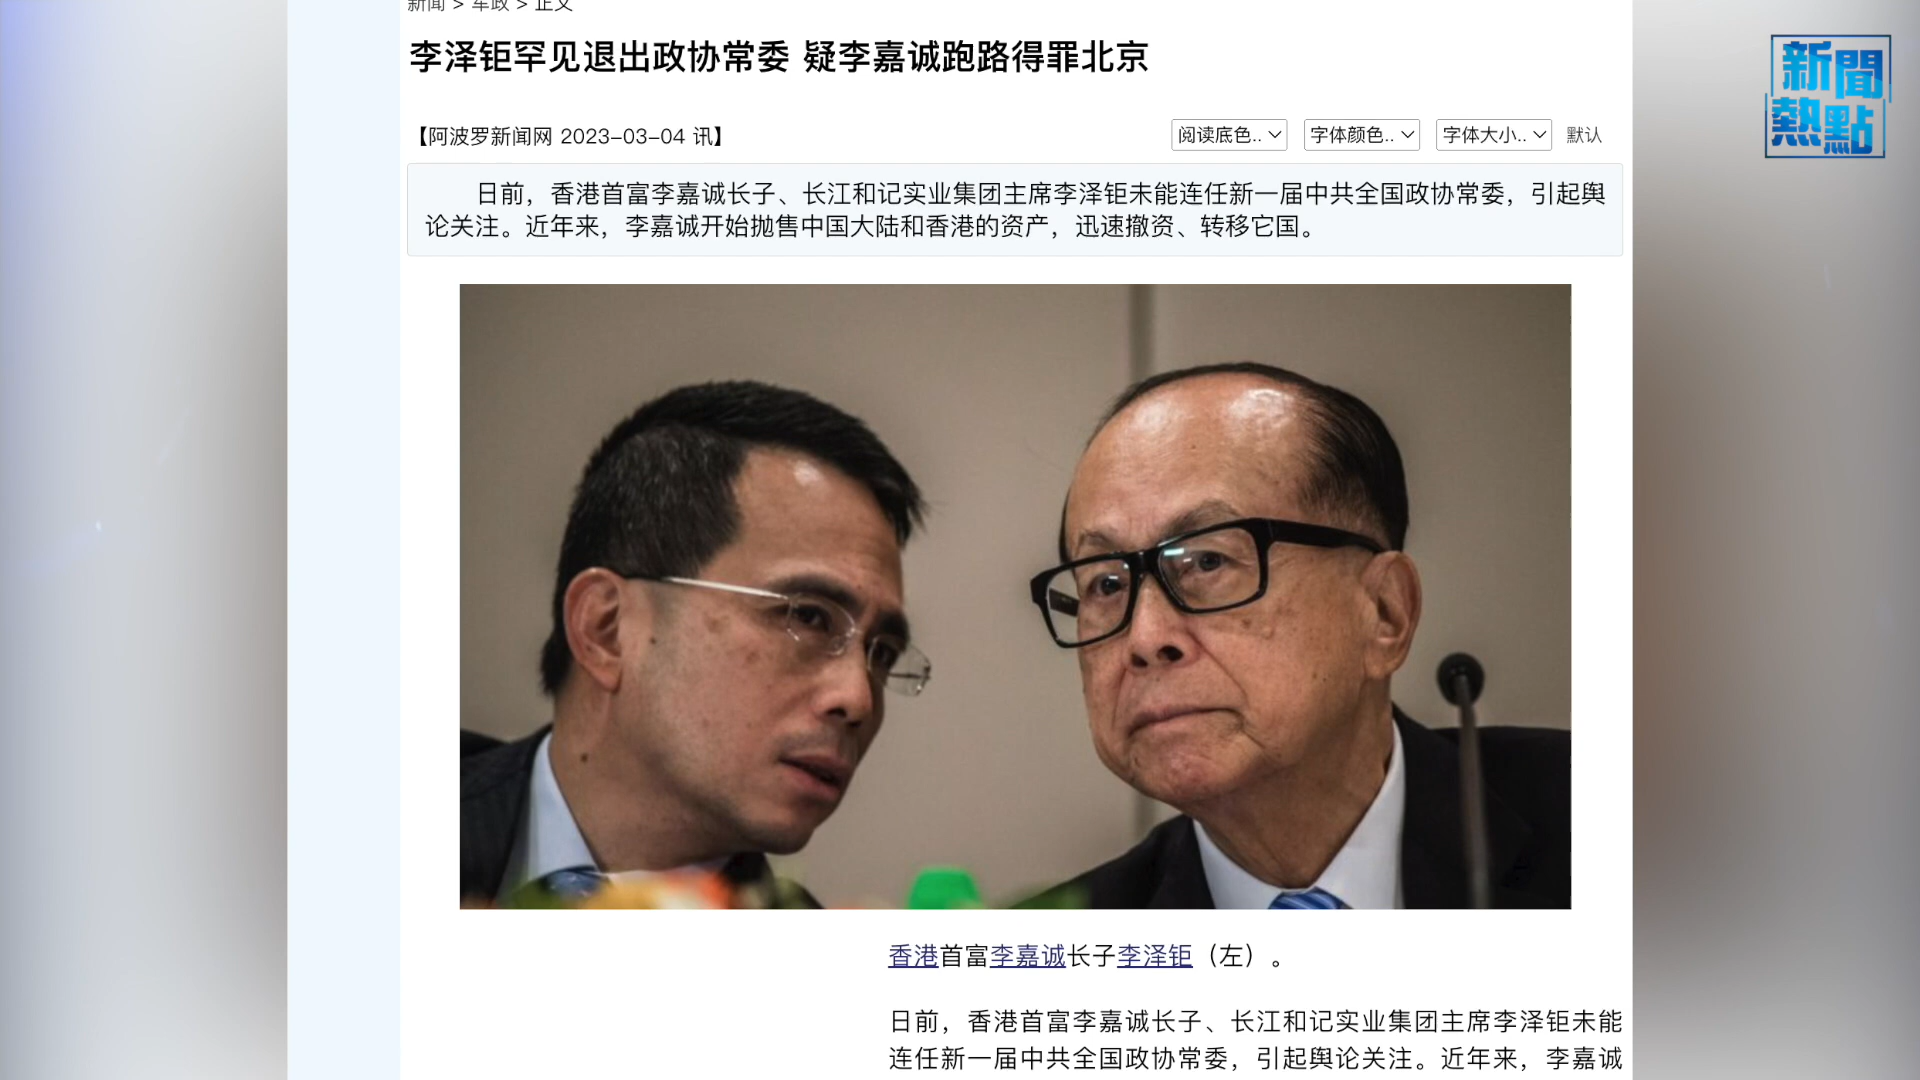 新闻 > 军政 > 正文
李泽钜罕见退出政协常委 疑李嘉诚跑路得罪北京
新聞
熱點
【阿波罗新闻网 2023-03-04 讯】
阅读底色.. 字体颜色.. 字体大小.. 默认
日前，香港首富李嘉诚长子、长江和记实业集团主席李泽钜未能连任新一届中共全国政协常委，引起舆
论关注。近年来，李嘉诚开始抛售中国大陆和香港的资产，迅速撤资、转移它国。
香港首富李嘉诚长子李泽钜（左）。
日前，香港首富李嘉诚长子、长江和记实业集团主席李泽钜未能
连任新一届中共全国政协常委，引起舆论关注。近年来，李嘉诚